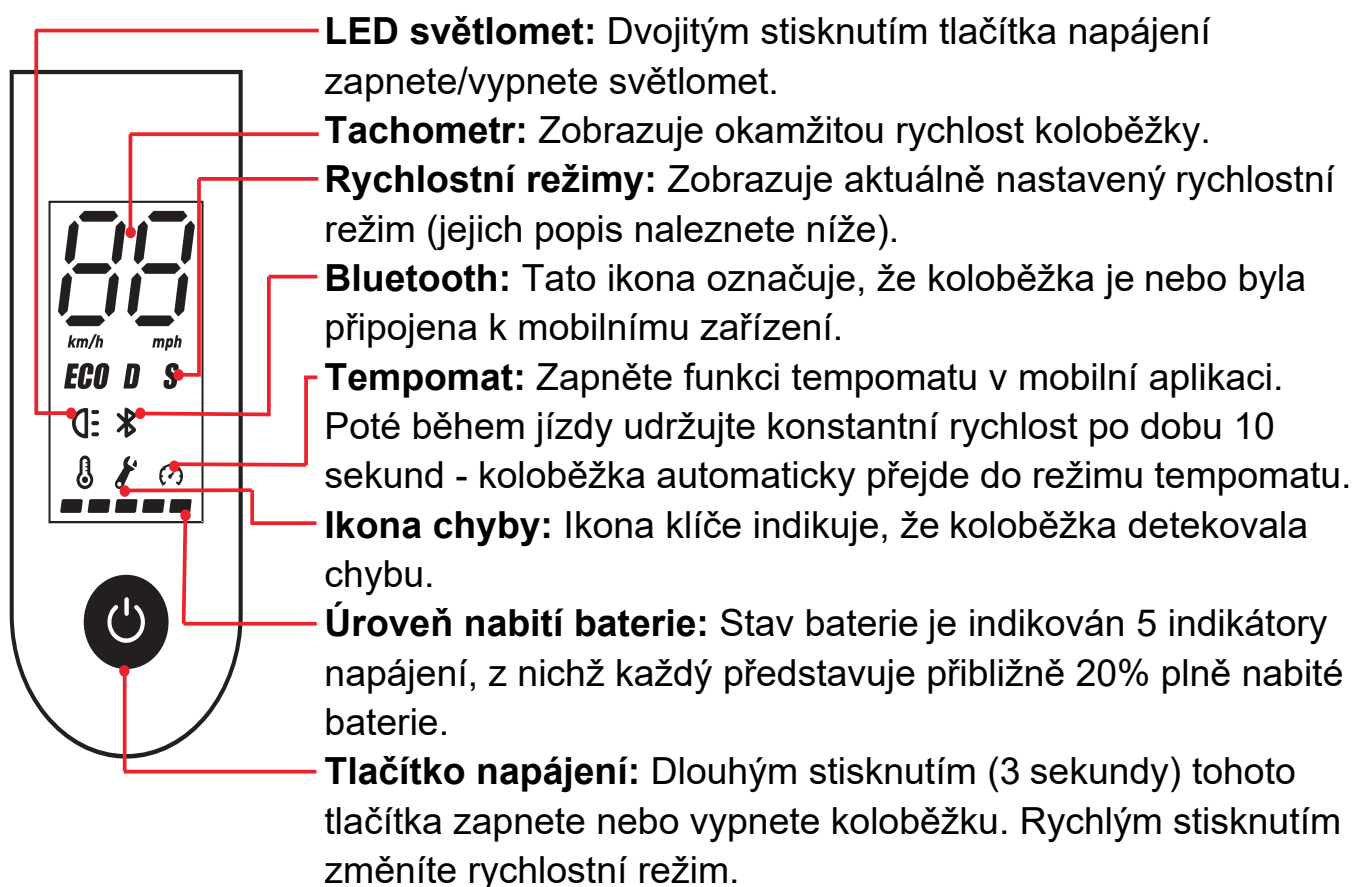 LED světlomet: Dvojitým stisknutím tlačítka napájení
zapnete/vypnete světlomet.
Tachometr: Zobrazuje okamžitou rychlost koloběžky.
Rychlostní režimy: Zobrazuje aktuálně nastavený rychlostní
režim (jejich popis naleznete níže).
Bluetooth: Tato ikona označuje, že koloběžka je nebo byla
připojena k mobilnímu zařízení.
Tempomat: Zapněte funkci tempomatu v mobilní aplikaci.
Poté během jízdy udržujte konstantní rychlost po dobu 10
sekund - koloběžka automaticky přejde do režimu tempomatu.
Ikona chyby: Ikona klíče indikuje, že koloběžka detekovala
chybu.
Úroveň nabití baterie: Stav baterie je indikován 5 indikátory
napájení, z nichž každý představuje přibližně 20% plně nabité
baterie.
Tlačítko napájení: Dlouhým stisknutím (3 sekundy) tohoto
tlačítka zapnete nebo vypnete koloběžku. Rychlým stisknutím
změníte rychlostní režim.
88
km/h mph
ECO D S